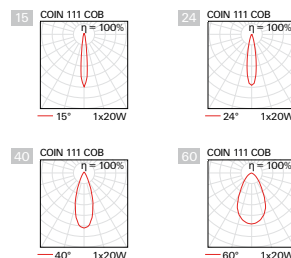 15 COIN 111 COB
η = 100%
15° 1x20W
24 COIN 111 COB
η = 100%
24° 1x20W
40 COIN 111 COB
η = 100%
40° 1x20W
60 COIN 111 COB
η = 100%
60° 1x20W